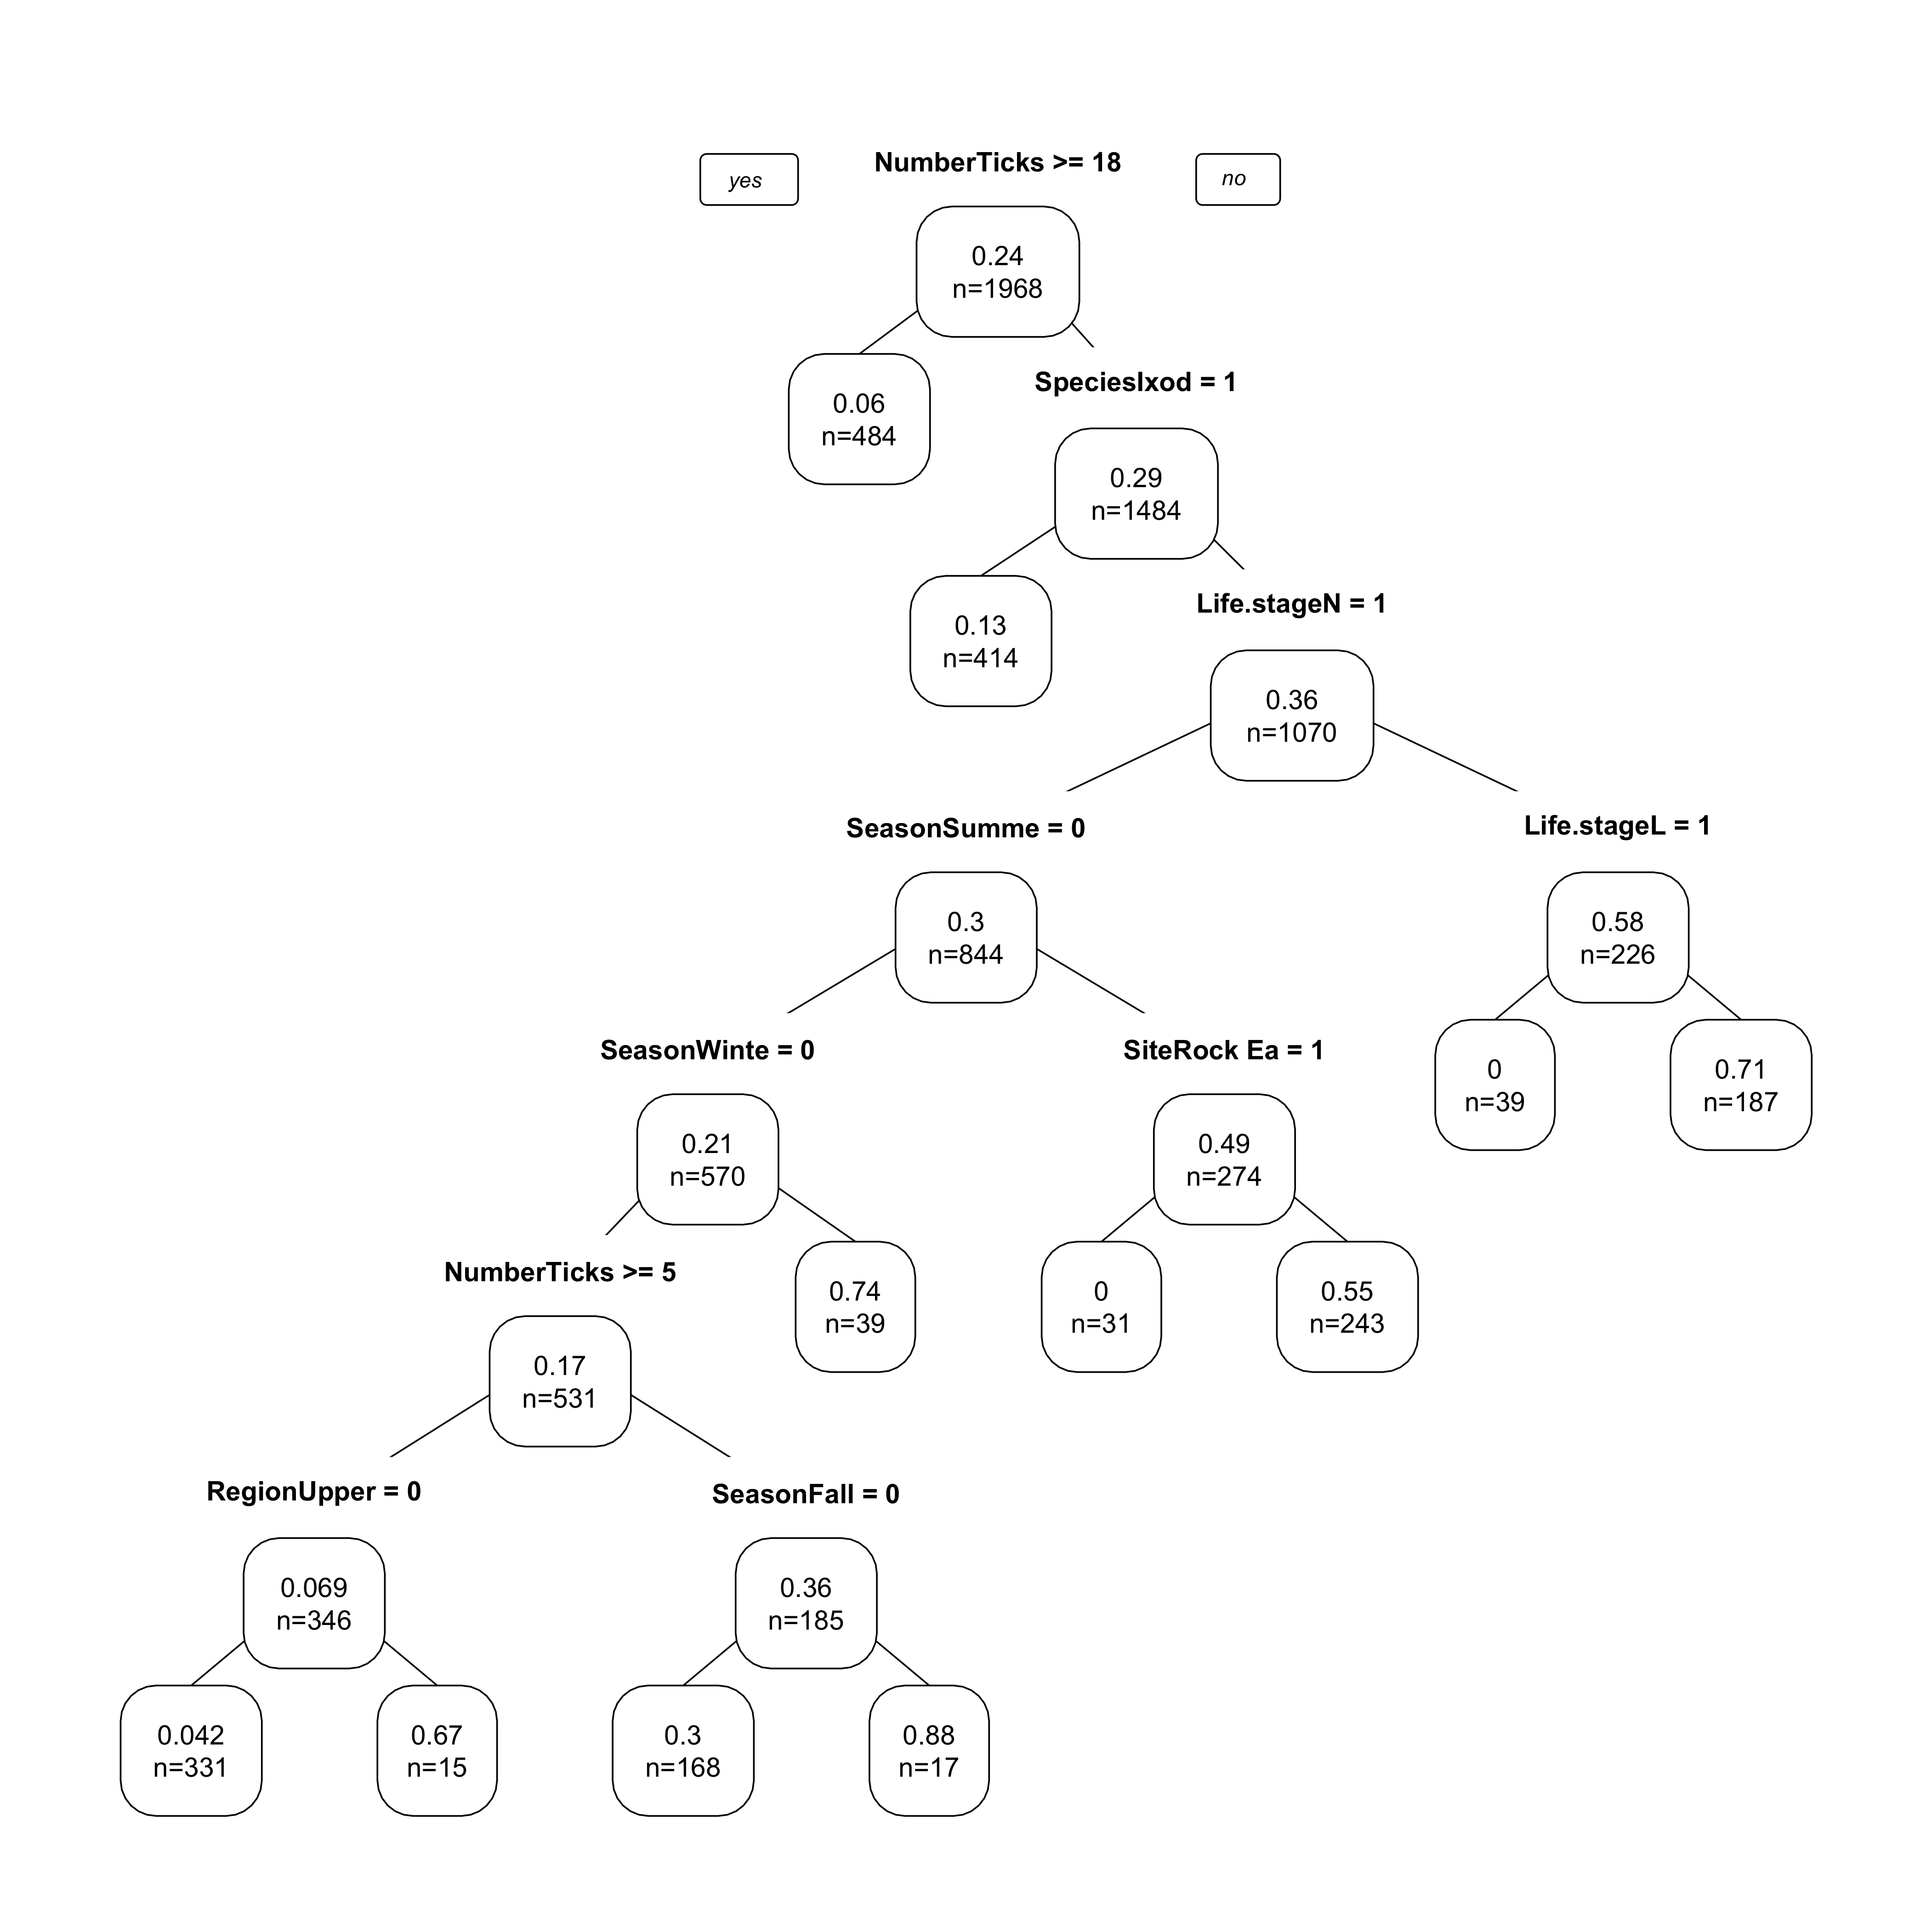 yes
NumberTicks >= 18
no
0.24
n=1968
0.06
n=484
SpeciesIxod = 1
0.29
n=1484
0.13
n=414
Life.stageN = 1
0.36
n=1070
SeasonSumme = 0
Life.stageL = 1
0.3
n=844
0.58
n=226
SeasonWinte = 0
SiteRock Ea = 1
0
n=39
0.71
n=187
0.21
n=570
0.49
n=274
NumberTicks >= 5
0.74
n=39
0
n=31
0.55
n=243
0.17
n=531
RegionUpper = 0
SeasonFall = 0
0.069
n=346
0.36
n=185
0.042
n=331
0.67
n=15
0.3
n=168
0.88
n=17